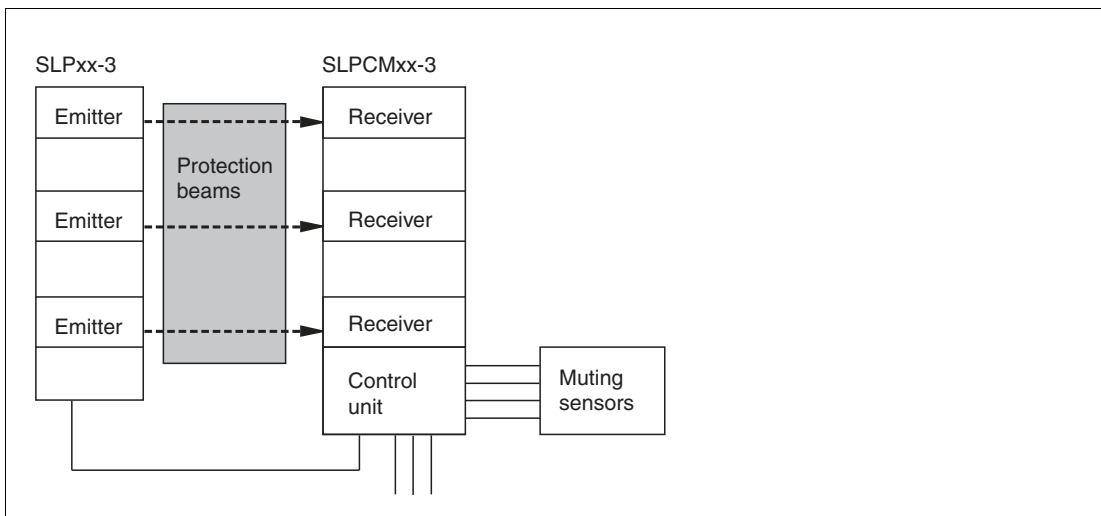 SLPxx-3
SLPCMxx-3
Emitter
Receiver
Protection
beams
Emitter
Receiver
Emitter
Receiver
Control
unit
Muting
sensors